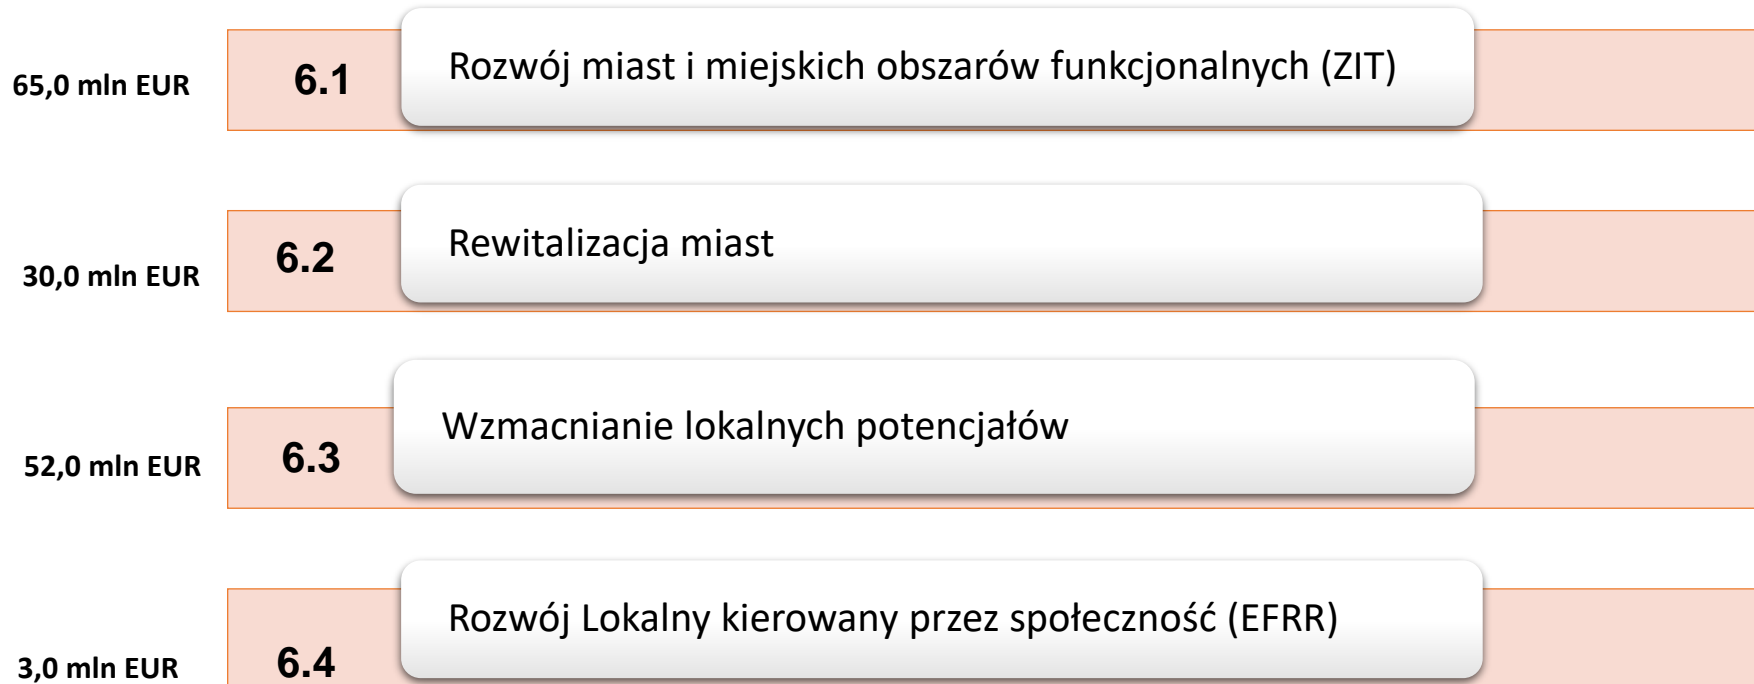 65,0 mln EUR
6.1
Rozwój miast i miejskich obszarów funkcjonalnych (ZIT)
30,0 mln EUR
6.2
Rewitalizacja miast
52,0 mln EUR
6.3
Wzmacnianie lokalnych potencjałów
3,0 mln EUR
6.4
Rozwój Lokalny kierowany przez społeczność (EFRR)